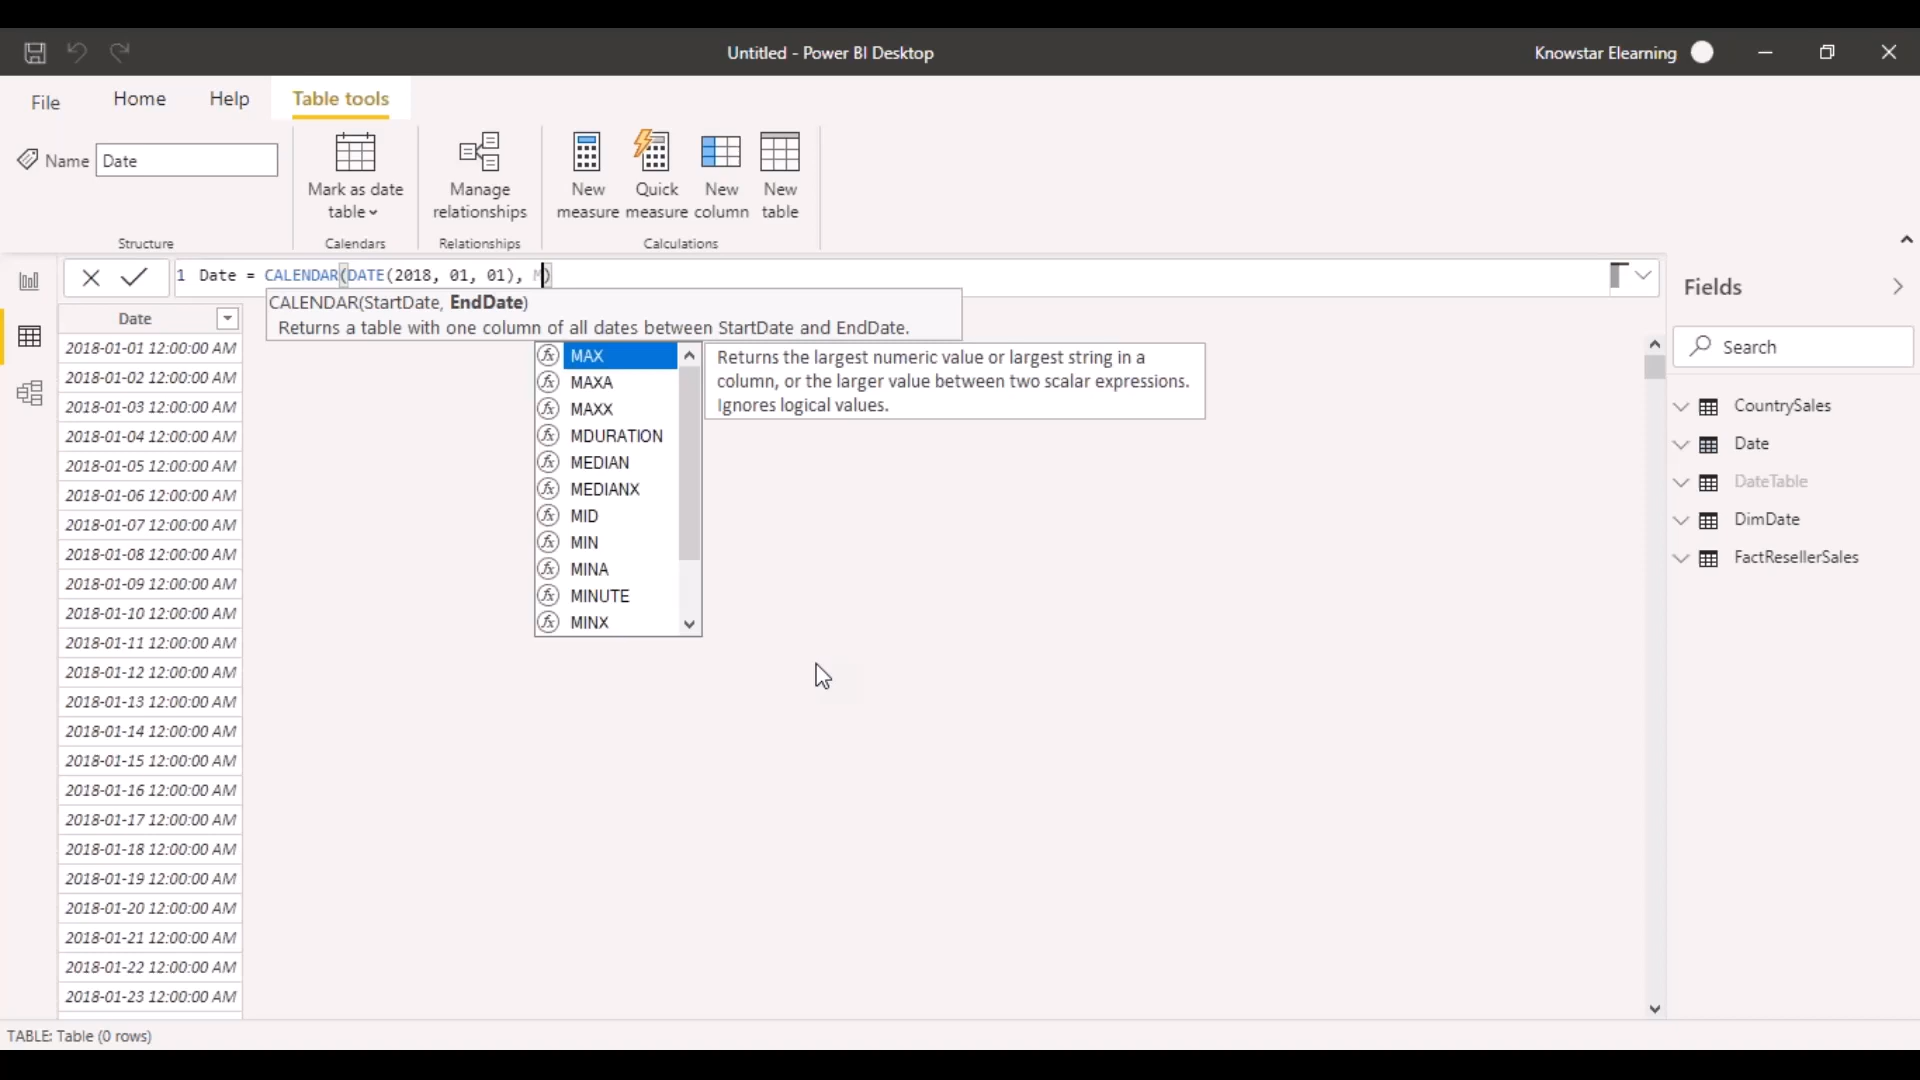 Untitled - Power BI Desktop
Knowstar Elearning
File
Home
Help
Table tools
Name
Date
Mark as date
table
Manage
relationships
New
measure
Quick
measure
New
column
New
table
Structure
Calendars
Relationships
Calculations
1 Date = CALENDAR(DATE(2018, 01, 01), M)
CALENDAR(StartDate, EndDate)
Returns a table with one column of all dates between StartDate and EndDate.
MAX
MAXA
MAXX
MDURATION
MEDIAN
MEDIANX
MID
MIN
MINA
MINUTE
MINX
Returns the largest numeric value or largest string in a
column, or the larger value between two scalar expressions.
Ignores logical values.
Date
2018-01-01 12:00:00 AM
2018-01-02 12:00:00 AM
2018-01-03 12:00:00 AM
2018-01-04 12:00:00 AM
2018-01-05 12:00:00 AM
2018-01-06 12:00:00 AM
2018-01-07 12:00:00 AM
2018-01-08 12:00:00 AM
2018-01-09 12:00:00 AM
2018-01-10 12:00:00 AM
2018-01-11 12:00:00 AM
2018-01-12 12:00:00 AM
2018-01-13 12:00:00 AM
2018-01-14 12:00:00 AM
2018-01-15 12:00:00 AM
2018-01-16 12:00:00 AM
2018-01-17 12:00:00 AM
2018-01-18 12:00:00 AM
2018-01-19 12:00:00 AM
2018-01-20 12:00:00 AM
2018-01-21 12:00:00 AM
2018-01-22 12:00:00 AM
2018-01-23 12:00:00 AM
Fields
Search
CountrySales
Date
DateTable
DimDate
FactResellerSales
TABLE: Table (0 rows)